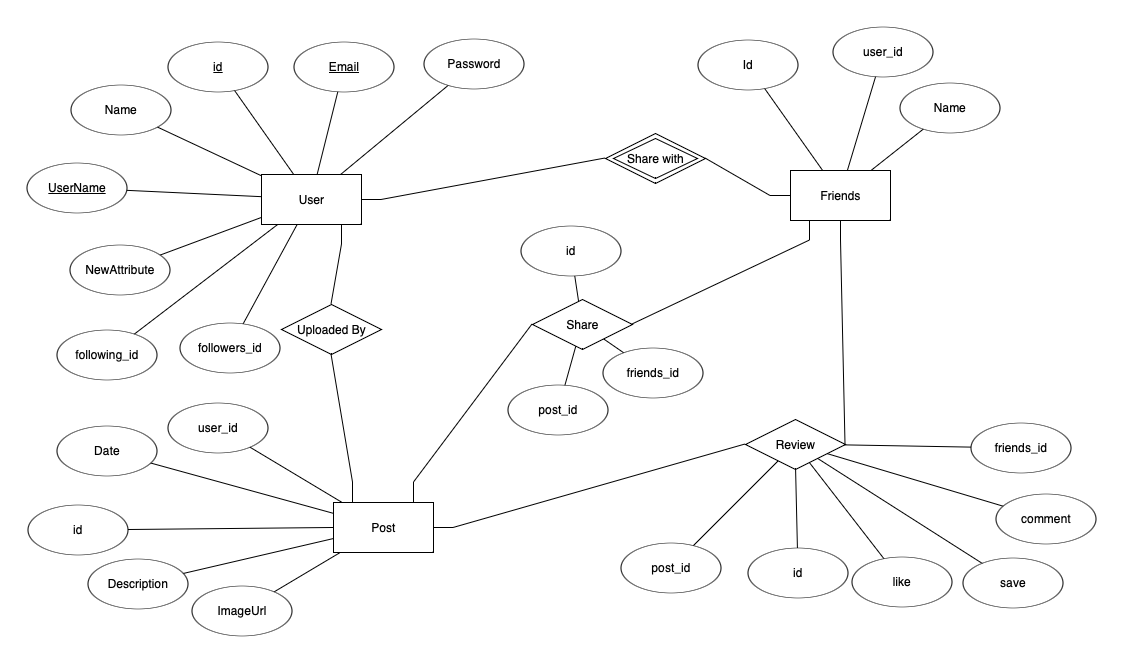 id
Email
Password
Name
UserName
User
NewAttribute
following_id
followers_id
Uploaded By
Id
user_id
Name
Share with
Friends
id
Share
friends_id
post_id
user_id
Date
id
Post
Description
ImageUrl
Review
friends_id
comment
post_id
id
like
save